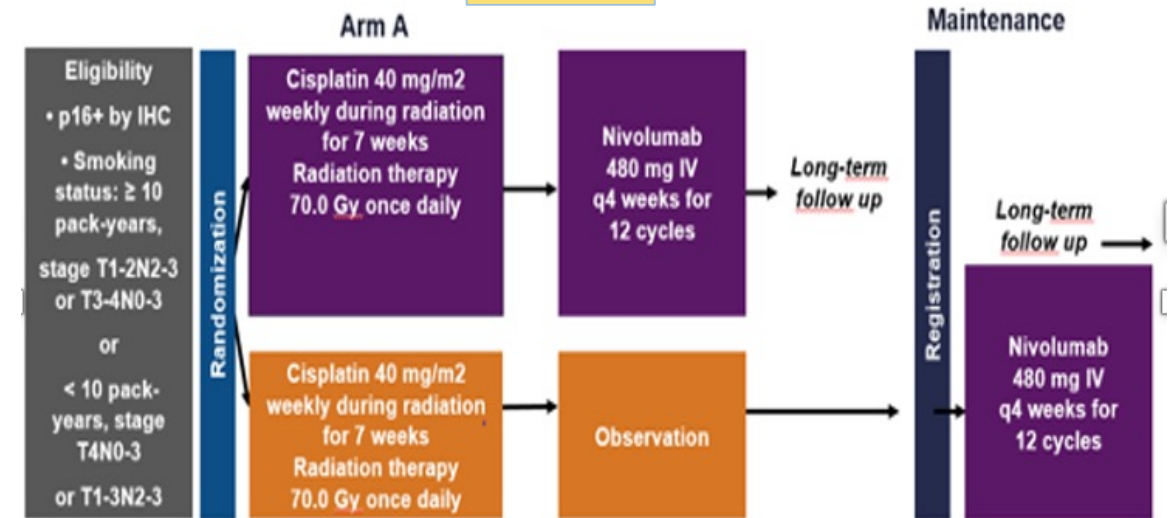 Arm A
Maintenance
Eligibility
• p16+ by IHC
• Smoking
status: ≥ 10
pack-years,
stage T1-2N2-3
or T3-4N0-3
or
< 10 pack-
years, stage
T4N0-3
or T1-3N2-3
Randomization
Cisplatin 40 mg/m2
weekly during radiation
for 7 weeks
Radiation therapy
70.0 Gy once daily
Nivolumab
480 mg IV
q4 weeks for
12 cycles
Long-term
follow up
Cisplatin 40 mg/m2
weekly during radiation
for 7 weeks
Radiation therapy
70.0 Gy once daily
Observation
Registration
Long-term
follow up
Nivolumab
480 mg IV
q4 weeks for
12 cycles